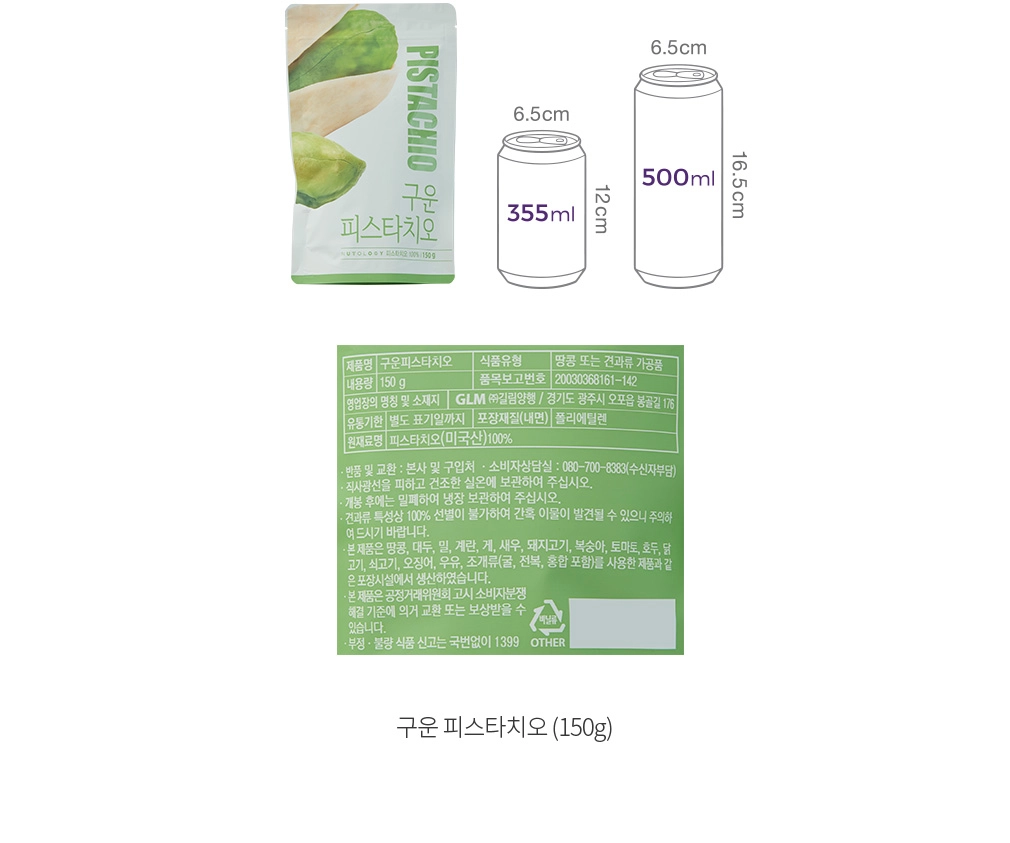 PISTACHIO
구운
피스타치오
NUTOLOGY 피스타치오 100% | 150 g
6.5cm
355ml
12cm
6.5cm
500ml
16.5cm
제품명 구운피스타치오 식품유형 땅콩 또는 견과류 가공품
내용량 150 g 품목보고번호 20030368161-142
영업장의 명칭 및 소재지 GLM ㈜길림양행 / 경기도 광주시 오포읍 봉골길 176
유통기한 별도 표기일까지 포장재질(내면) 폴리에틸렌
원재료명 피스타치오(미국산)100%
· 반품 및 교환 : 본사 및 구입처 · 소비자상담실 : 080-700-8383(수신자부담)
· 직사광선을 피하고 건조한 실온에 보관하여 주십시오.
· 개봉 후에는 밀폐하여 냉장 보관하여 주십시오.
· 견과류 특성상 100% 선별이 불가하여 간혹 이물이 발견될 수 있으니 주의하
여 드시기 바랍니다.
· 본 제품은 땅콩, 대두, 밀, 계란, 게, 새우, 돼지고기, 복숭아, 토마토, 호두, 닭
고기, 쇠고기, 오징어, 우유, 조개류(굴, 전복, 홍합 포함)를 사용한 제품과 같
은 포장시설에서 생산하였습니다.
· 본 제품은 공정거래위원회 고시 소비자분쟁
해결 기준에 의거 교환 또는 보상받을 수
있습니다.
· 부정 · 불량 식품 신고는 국번없이 1399
비닐류
OTHER
구운 피스타치오 (150g)